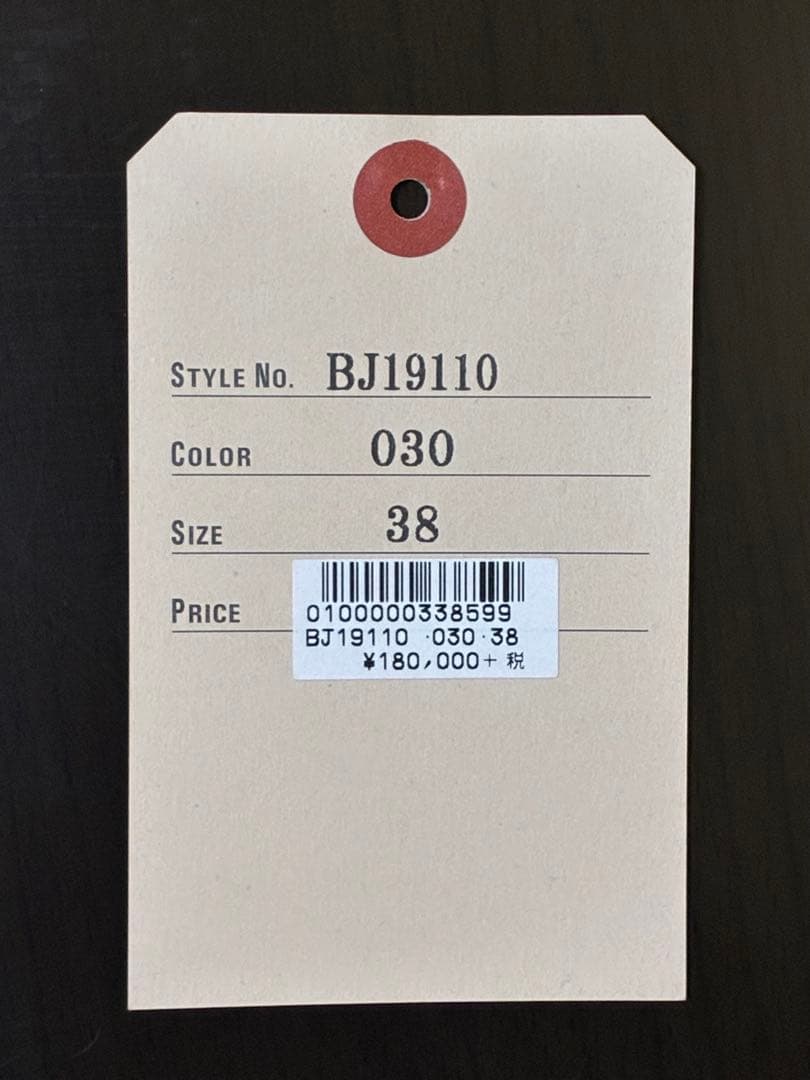 STYLE NO. BJ19110
COLOR 030
SIZE 38
PRICE
0100000338599
BJ19110 ·030·38
¥180,000+ 税